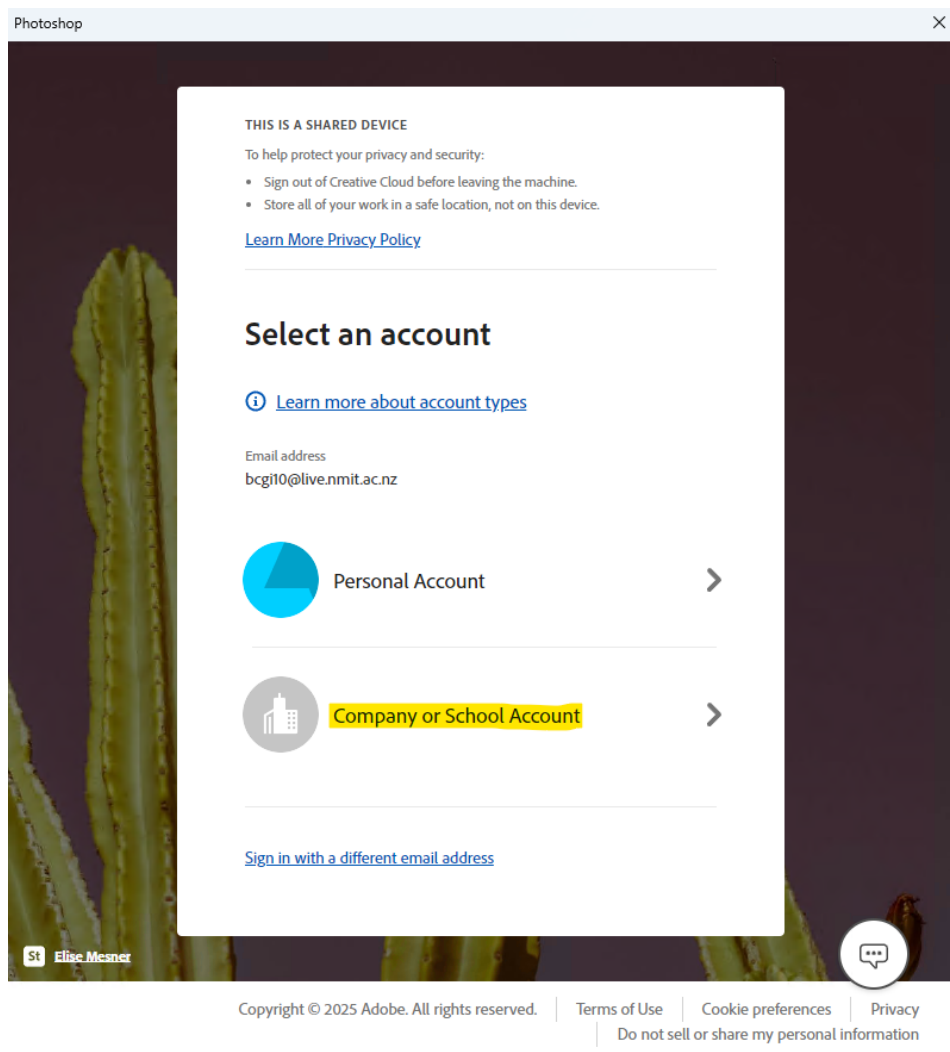 Photoshop
THIS IS A SHARED DEVICE
To help protect your privacy and security:
• Sign out of Creative Cloud before leaving the machine.
• Store all of your work in a safe location, not on this device.
Learn More Privacy Policy
Select an account
Learn more about account types
Email address
bcgi10@live.nmit.ac.nz
Personal Account
Company or School Account
Sign in with a different email address
St Elise Mesner
Copyright © 2025 Adobe. All rights reserved. Terms of Use Cookie preferences Privacy
Do not sell or share my personal information